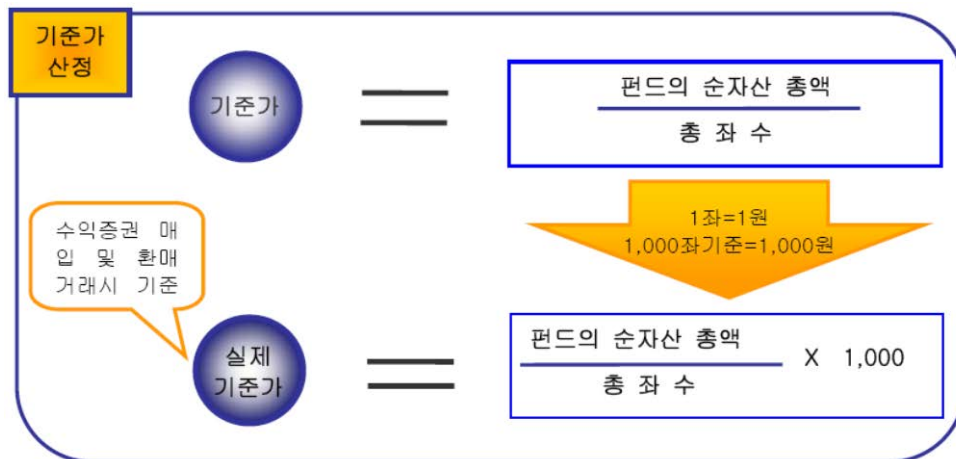 기준가
산정
기준가
펀드의 순자산 총액
총 좌 수
1좌=1원
1,000좌기준=1,000원
수익증권 매
입 및 환매
거래시 기준
실제
기준가
펀드의 순자산 총액
총 좌 수
X 1,000